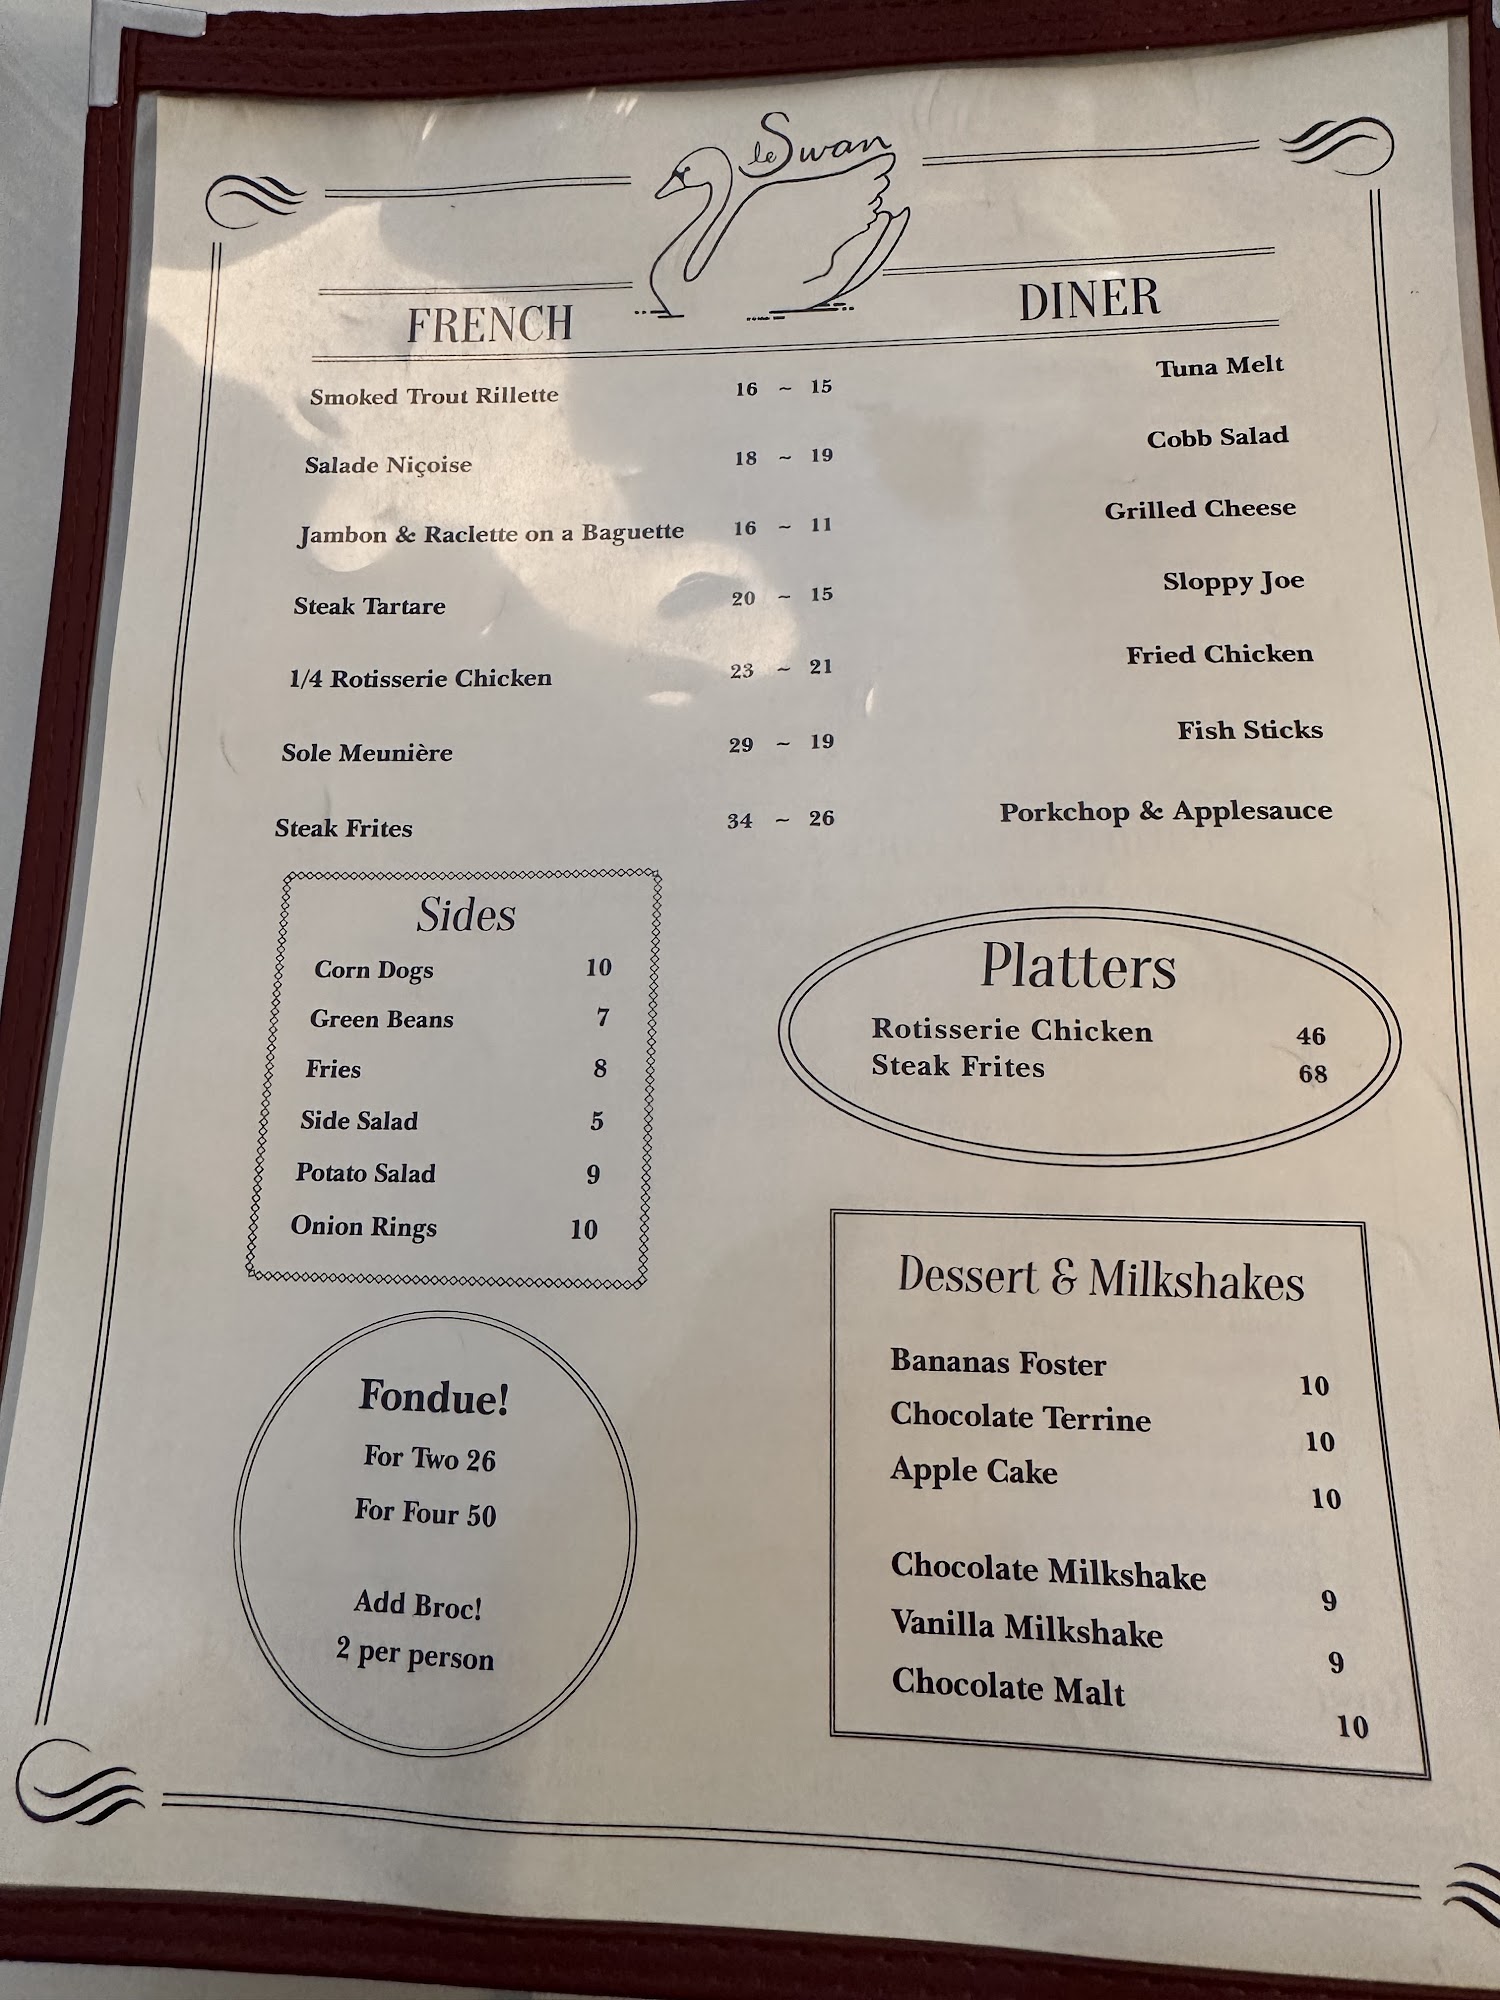 le Swan
FRENCH DINER
Smoked Trout Rillette 16 ~ 15 Tuna Melt
Salade Niçoise 18 ~ 19 Cobb Salad
Jambon & Raclette on a Baguette 16 ~ 11 Grilled Cheese
Steak Tartare 20 ~ 15 Sloppy Joe
1/4 Rotisserie Chicken 23 ~ 21 Fried Chicken
Sole Meunière 29 ~ 19 Fish Sticks
Steak Frites 34 ~ 26 Porkchop & Applesauce
Sides
Corn Dogs 10
Green Beans 7
Fries 8
Side Salad 5
Potato Salad 9
Onion Rings 10
Platters
Rotisserie Chicken 46
Steak Frites 68
Fondue!
For Two 26
For Four 50
Add Broc!
2 per person
Dessert & Milkshakes
Bananas Foster 10
Chocolate Terrine 10
Apple Cake 10
Chocolate Milkshake 9
Vanilla Milkshake 9
Chocolate Malt 10